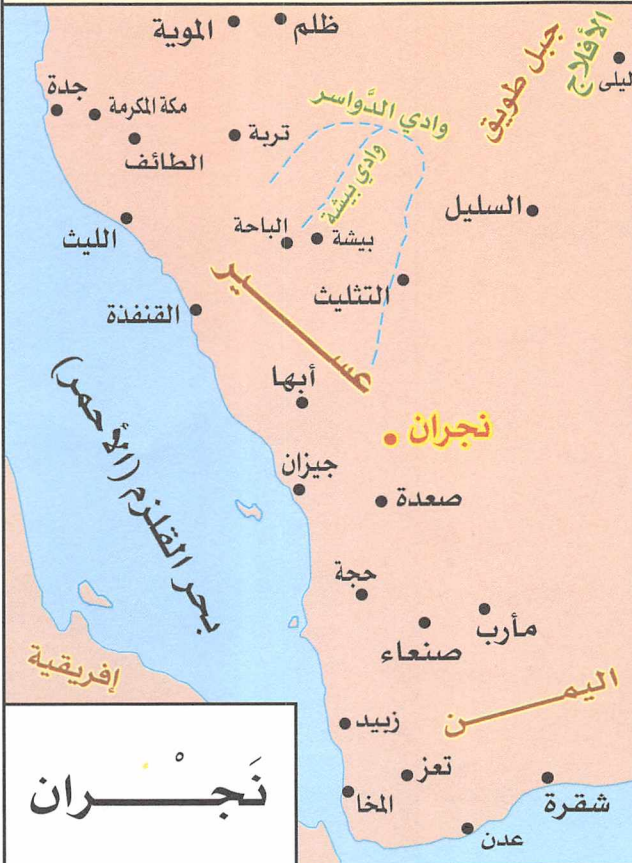 ظلم
الموية
جبل طويق
الأفلاج
ليلى
جدة
مكة المكرمة
الطائف
تربة
وادي الدَّواسر
وادي بيشة
السليل
الليث
الباحة
بيشة
التثليث
القنفذة
عسير
أبها
نجران
بحر القلزم (الأحمر)
جيزان
صعدة
حجة
مأرب
صنعاء
إفريقية
اليمن
زبيد
تعز
المخا
شقرة
عدن
نَجْران